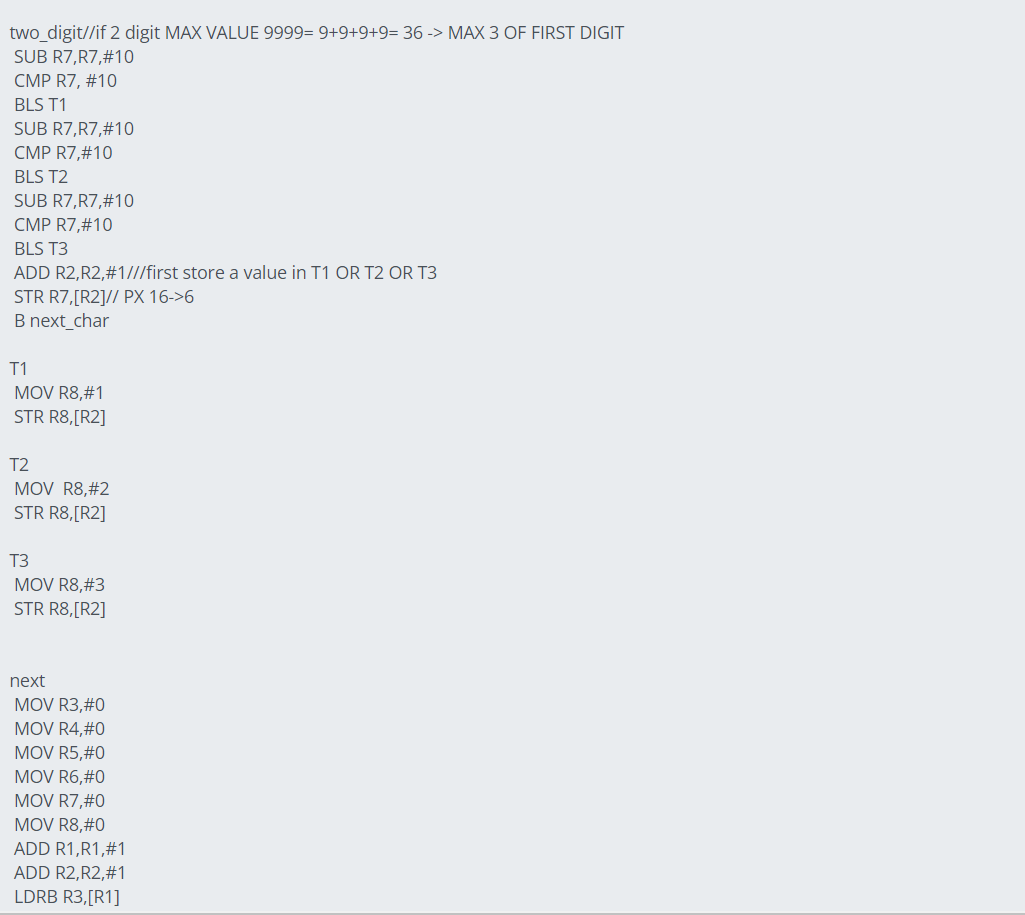 two_digit//if 2 digit MAX VALUE 9999= 9+9+9+9= 36 -> MAX 3 OF FIRST DIGIT
SUB R7,R7,#10
CMP R7, #10
BLS T1
SUB R7,R7,#10
CMP R7,#10
BLS T2
SUB R7,R7,#10
CMP R7,#10
BLS T3
ADD R2,R2,#1///first store a value in T1 OR T2 OR T3
STR R7,[R2]// PX 16->6
B next_char
T1
MOV R8,#1
STR R8,[R2]
T2
MOV  R8,#2
STR R8,[R2]
T3
MOV R8,#3
STR R8,[R2]
next
MOV R3,#0
MOV R4,#0
MOV R5,#0
MOV R6,#0
MOV R7,#0
MOV R8,#0
ADD R1,R1,#1
ADD R2,R2,#1
LDRB R3,[R1]